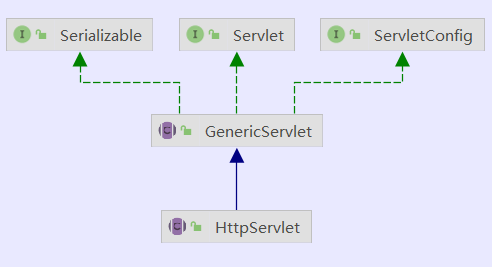 I Serializable
I Servlet
I ServletConfig
C GenericServlet
C HttpServlet